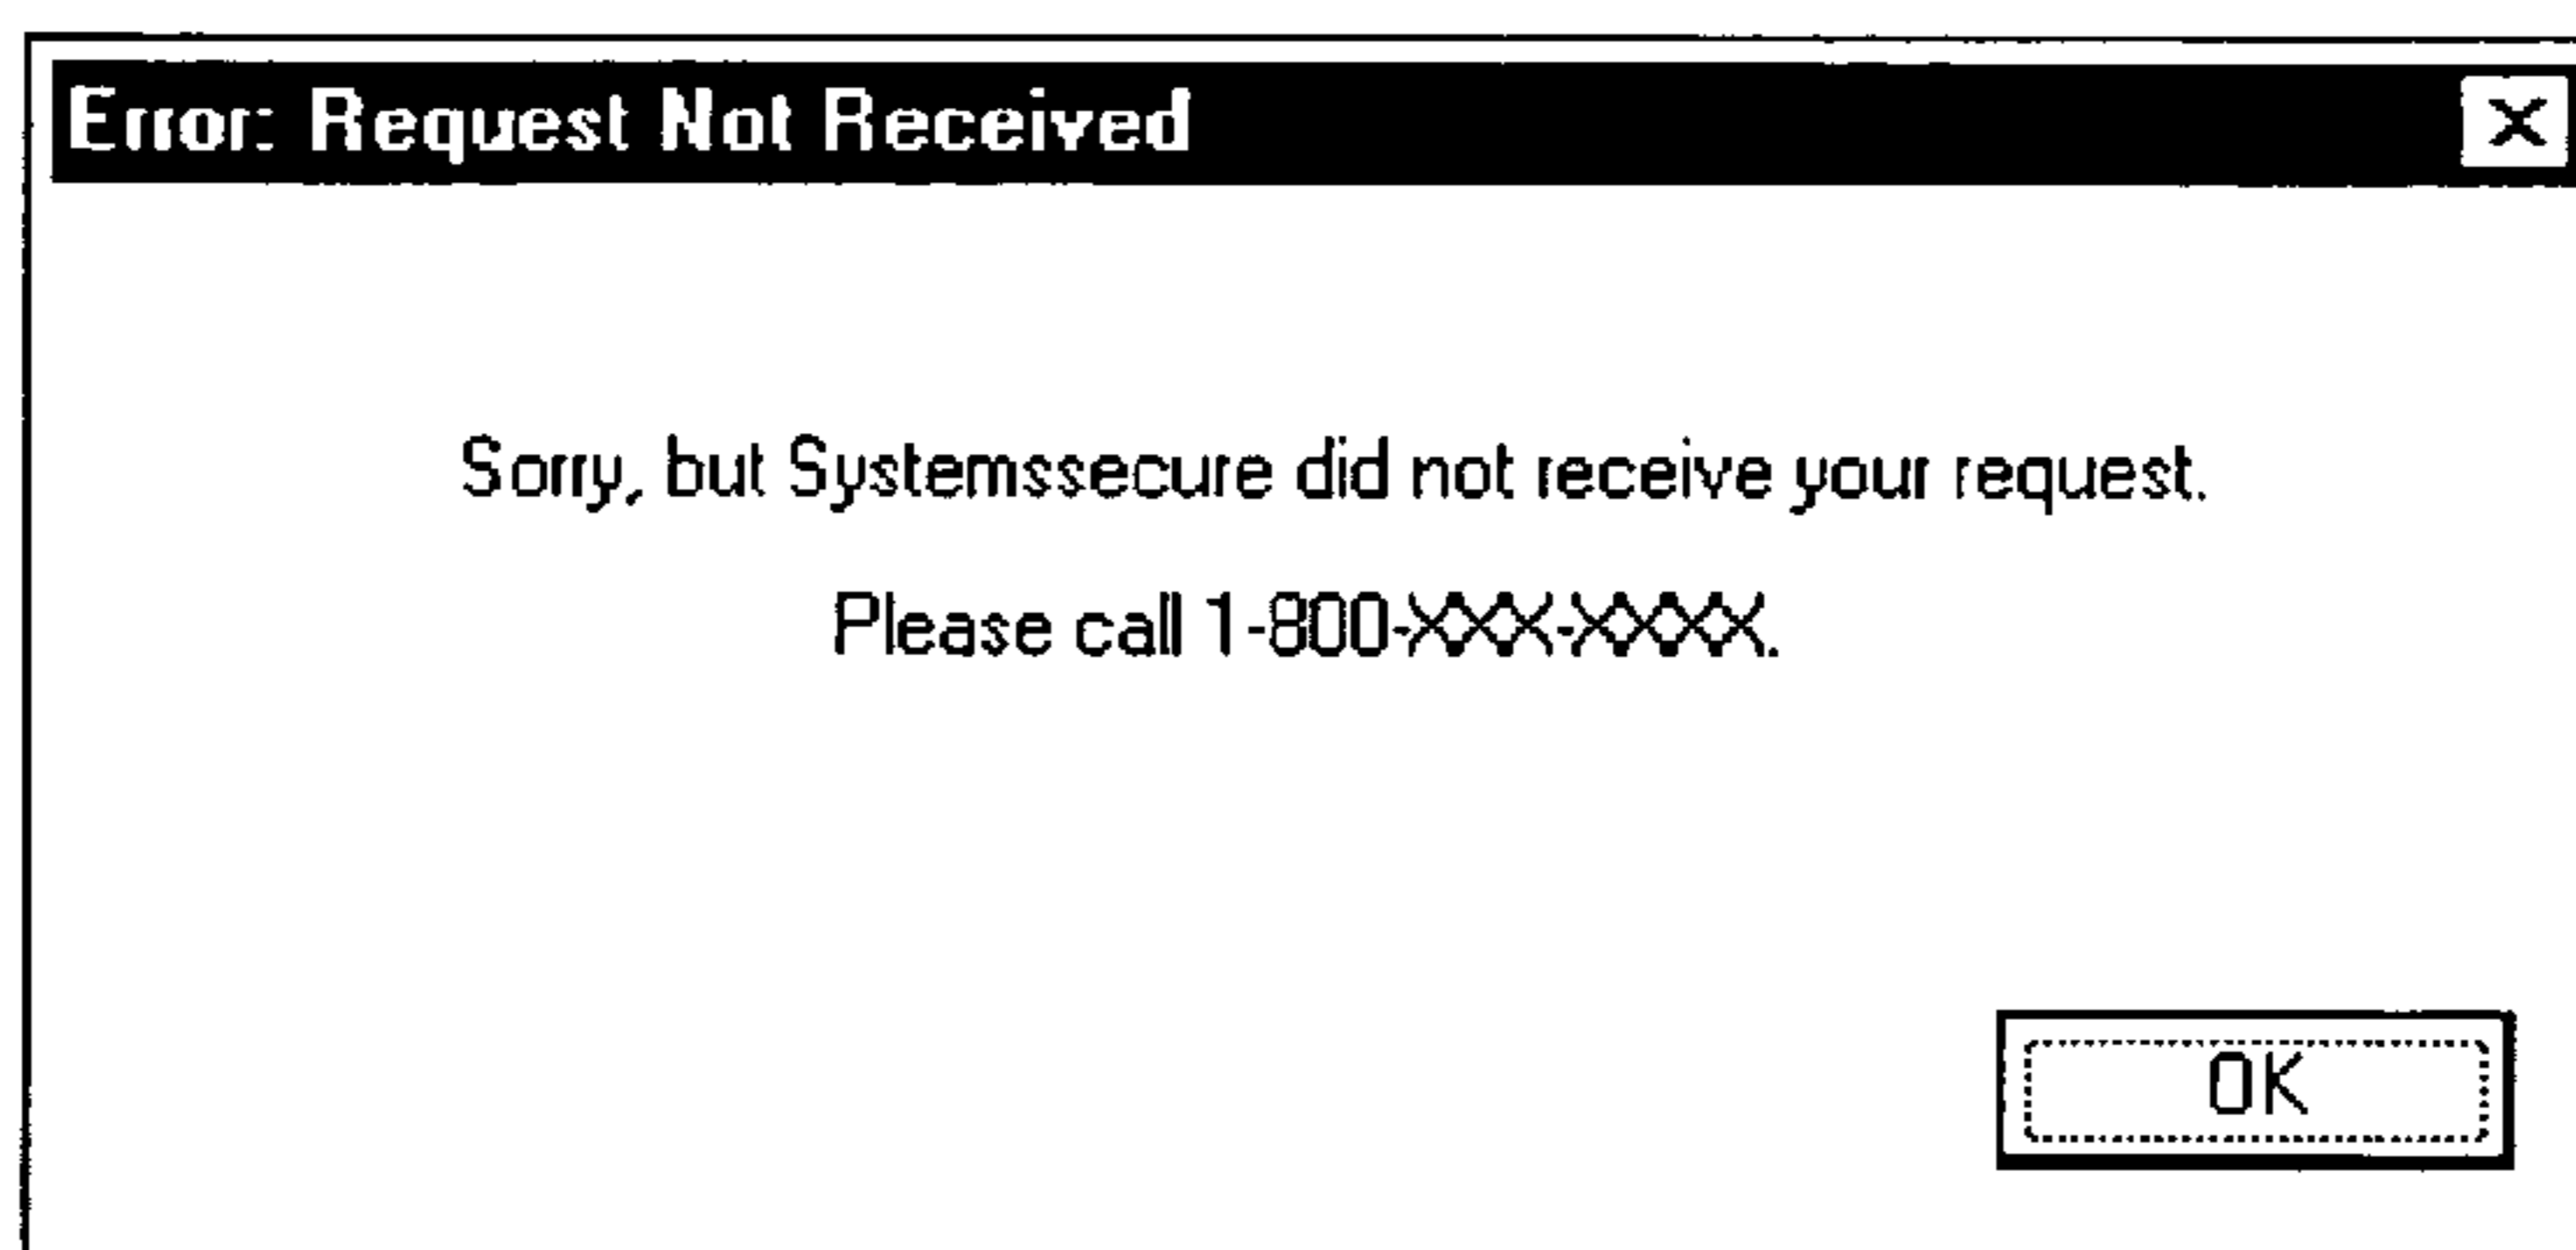 Error: Request Not Received
Sorry, but Systemssecure did not receive your request.
Please call 1-800-XXX-XXXX.
OK